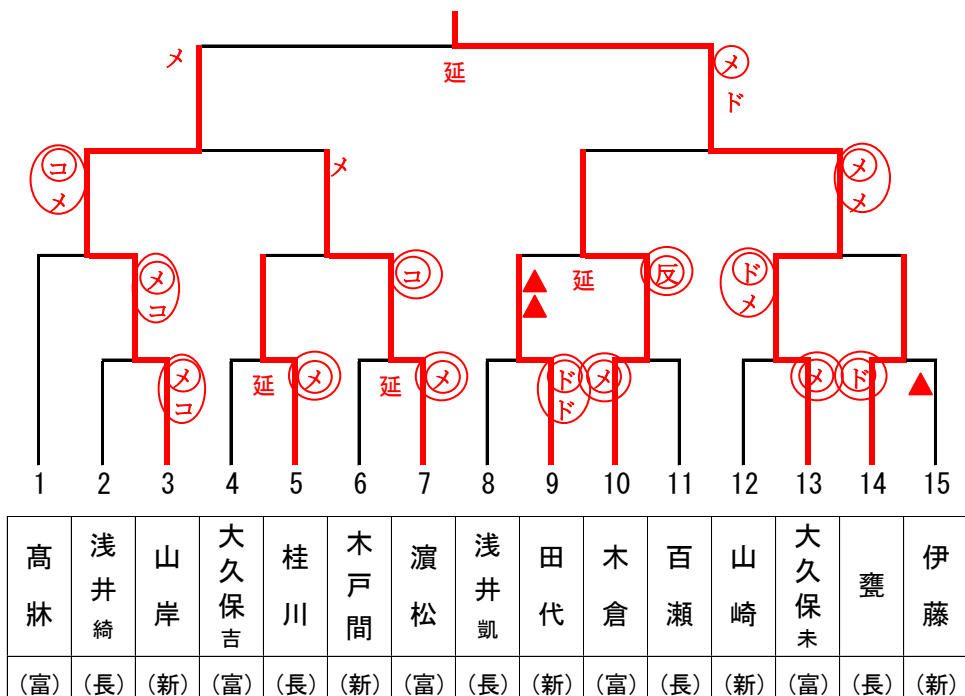 メ
延
メ
ド
コ
メ
メ
メ
メ
メ
コ
コ
延
反
ド
メ
メ
コ
延
メ
延
メ
ド
ド
メ
メ
ド
1 2 3 4 5 6 7 8 9 10 11 12 13 14 15
髙牀 浅井綺 山岸 大久保吉 桂川 木戸間 濵松 浅井凱 田代 木倉 百瀬 山崎 大久保未 甕 伊藤
(富) (長) (新) (富) (長) (新) (富) (長) (新) (富) (長) (新) (富) (長) (新)